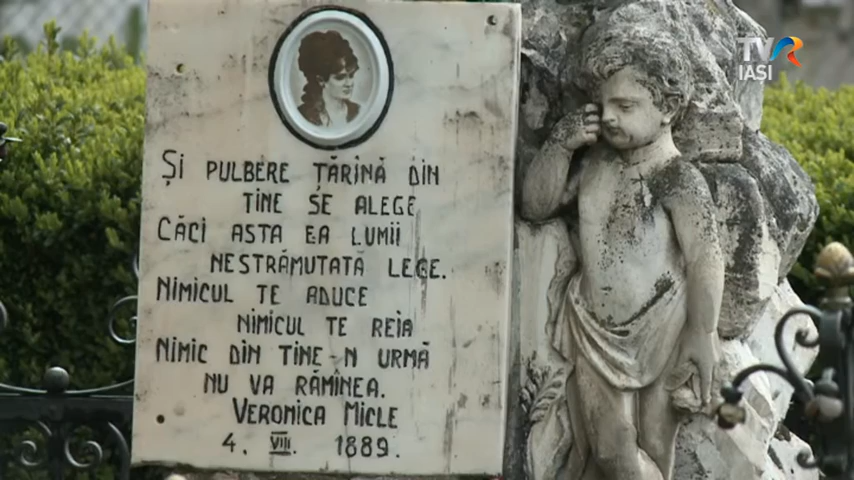 TVR
IAȘI
ȘI PULBERE ȚĂRINĂ DIN
TINE SE ALEGE
CĂCI ASTA EA LUMII
NESTRĂMUTATĂ LEGE.
NIMICUL TE ADUCE
NIMICUL TE REIA
NIMIC DIN TINE-N URMĂ
NU VA RĂMÎNEA.
VERONICA MICLE
4. VIII. 1889.